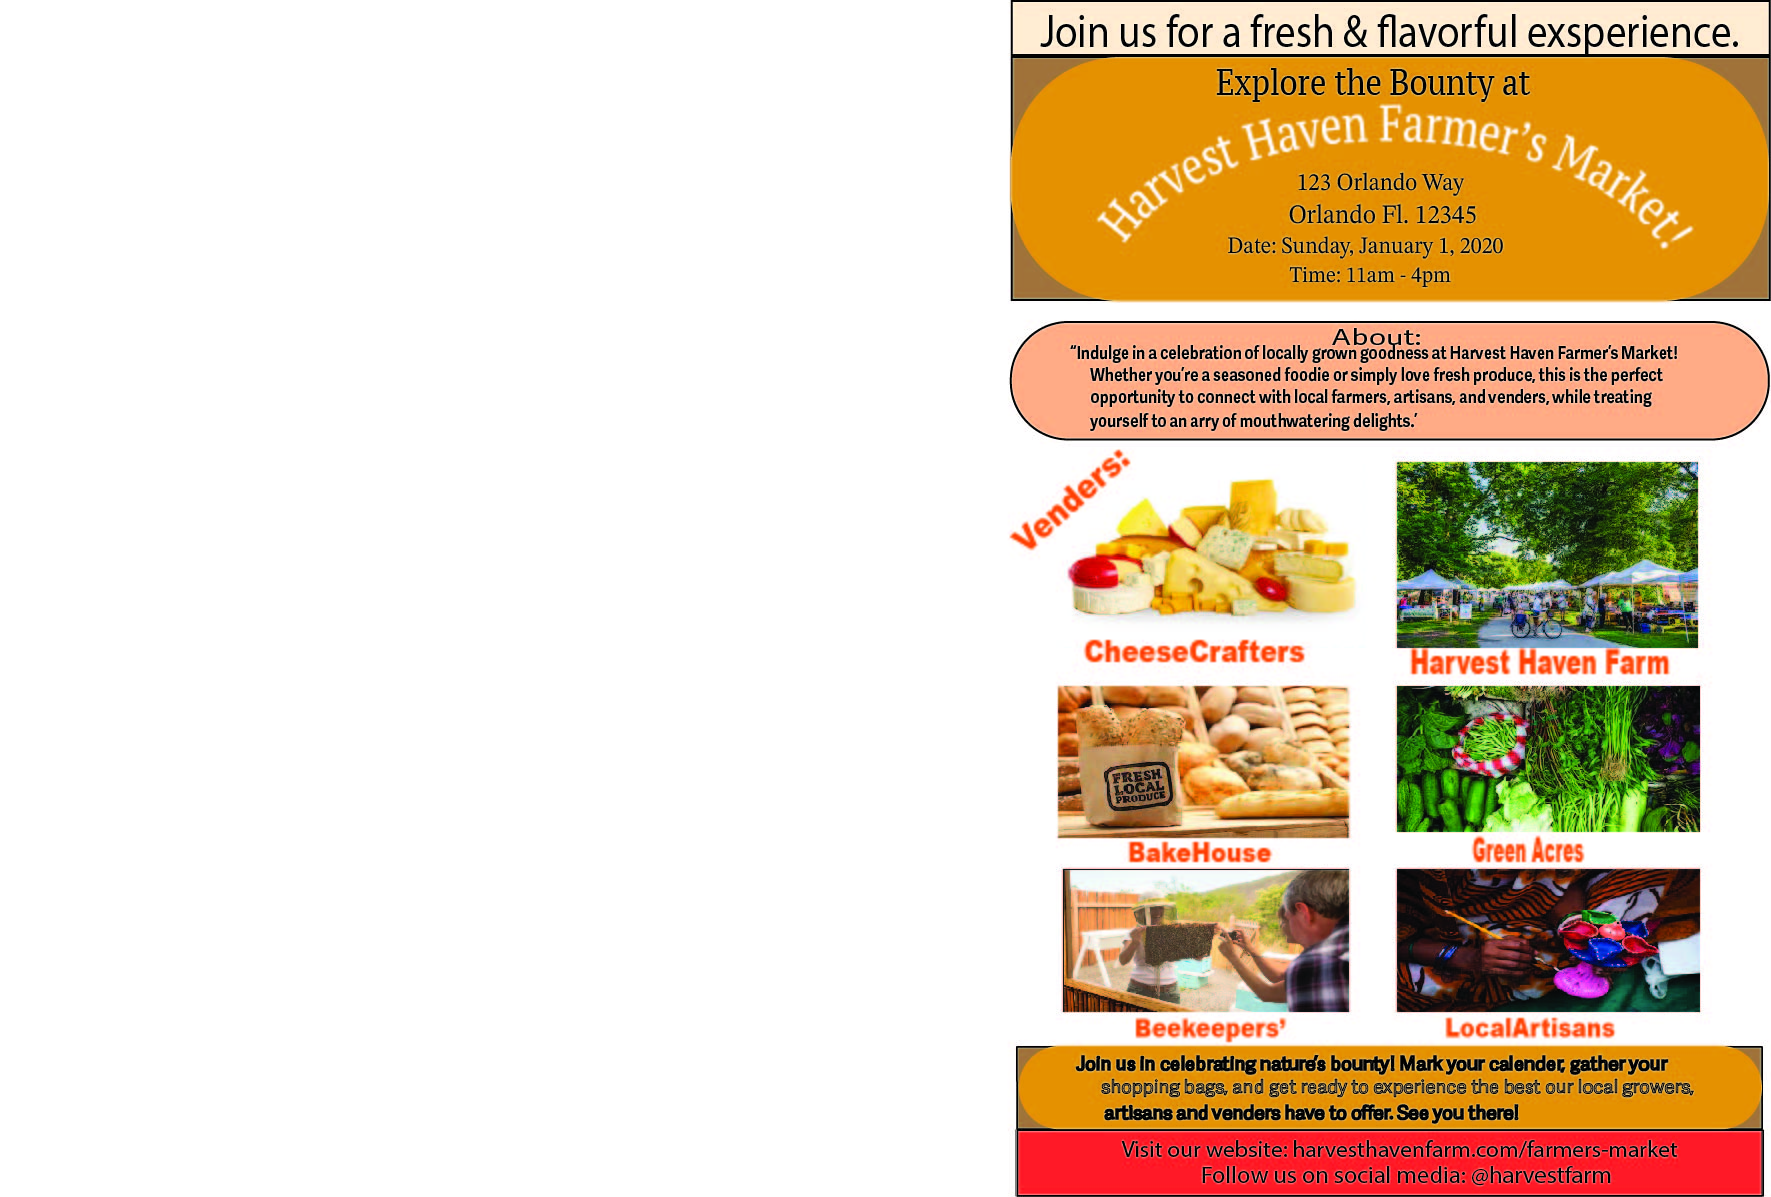 Join us for a fresh & flavorful exsperience.
Explore the Bounty at
Harvest Haven Farmer’s Market!
123 Orlando Way
Orlando Fl. 12345
Date: Sunday, January 1, 2020
Time: 11am - 4pm
About:
“Indulge in a celebration of locally grown goodness at Harvest Haven Farmer’s Market!
Whether you’re a seasoned foodie or simply love fresh produce, this is the perfect
opportunity to connect with local farmers, artisans, and venders, while treating
yourself to an arry of mouthwatering delights.’
Venders:
CheeseCrafters
Harvest Haven Farm
FRESH
LOCAL
PRODUCE
BakeHouse
Green Acres
Beekeepers’
LocalArtisans
Join us in celebrating nature’s bounty! Mark your calender, gather your
shopping bags, and get ready to experience the best our local growers,
artisans and venders have to offer. See you there!
Visit our website: harvesthavenfarm.com/farmers-market
Follow us on social media: @harvestfarm